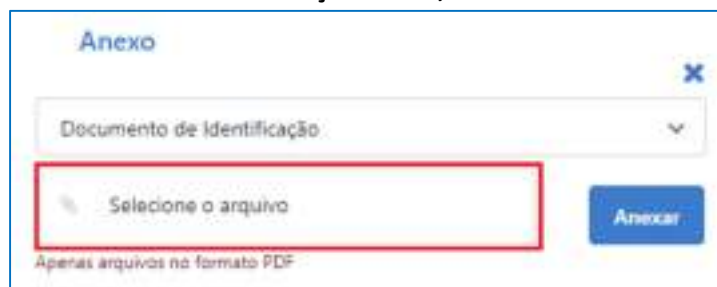 Anexo
Documento de Identificação
Selecione o arquivo
Anexar
Apenas arquivos no formato PDF